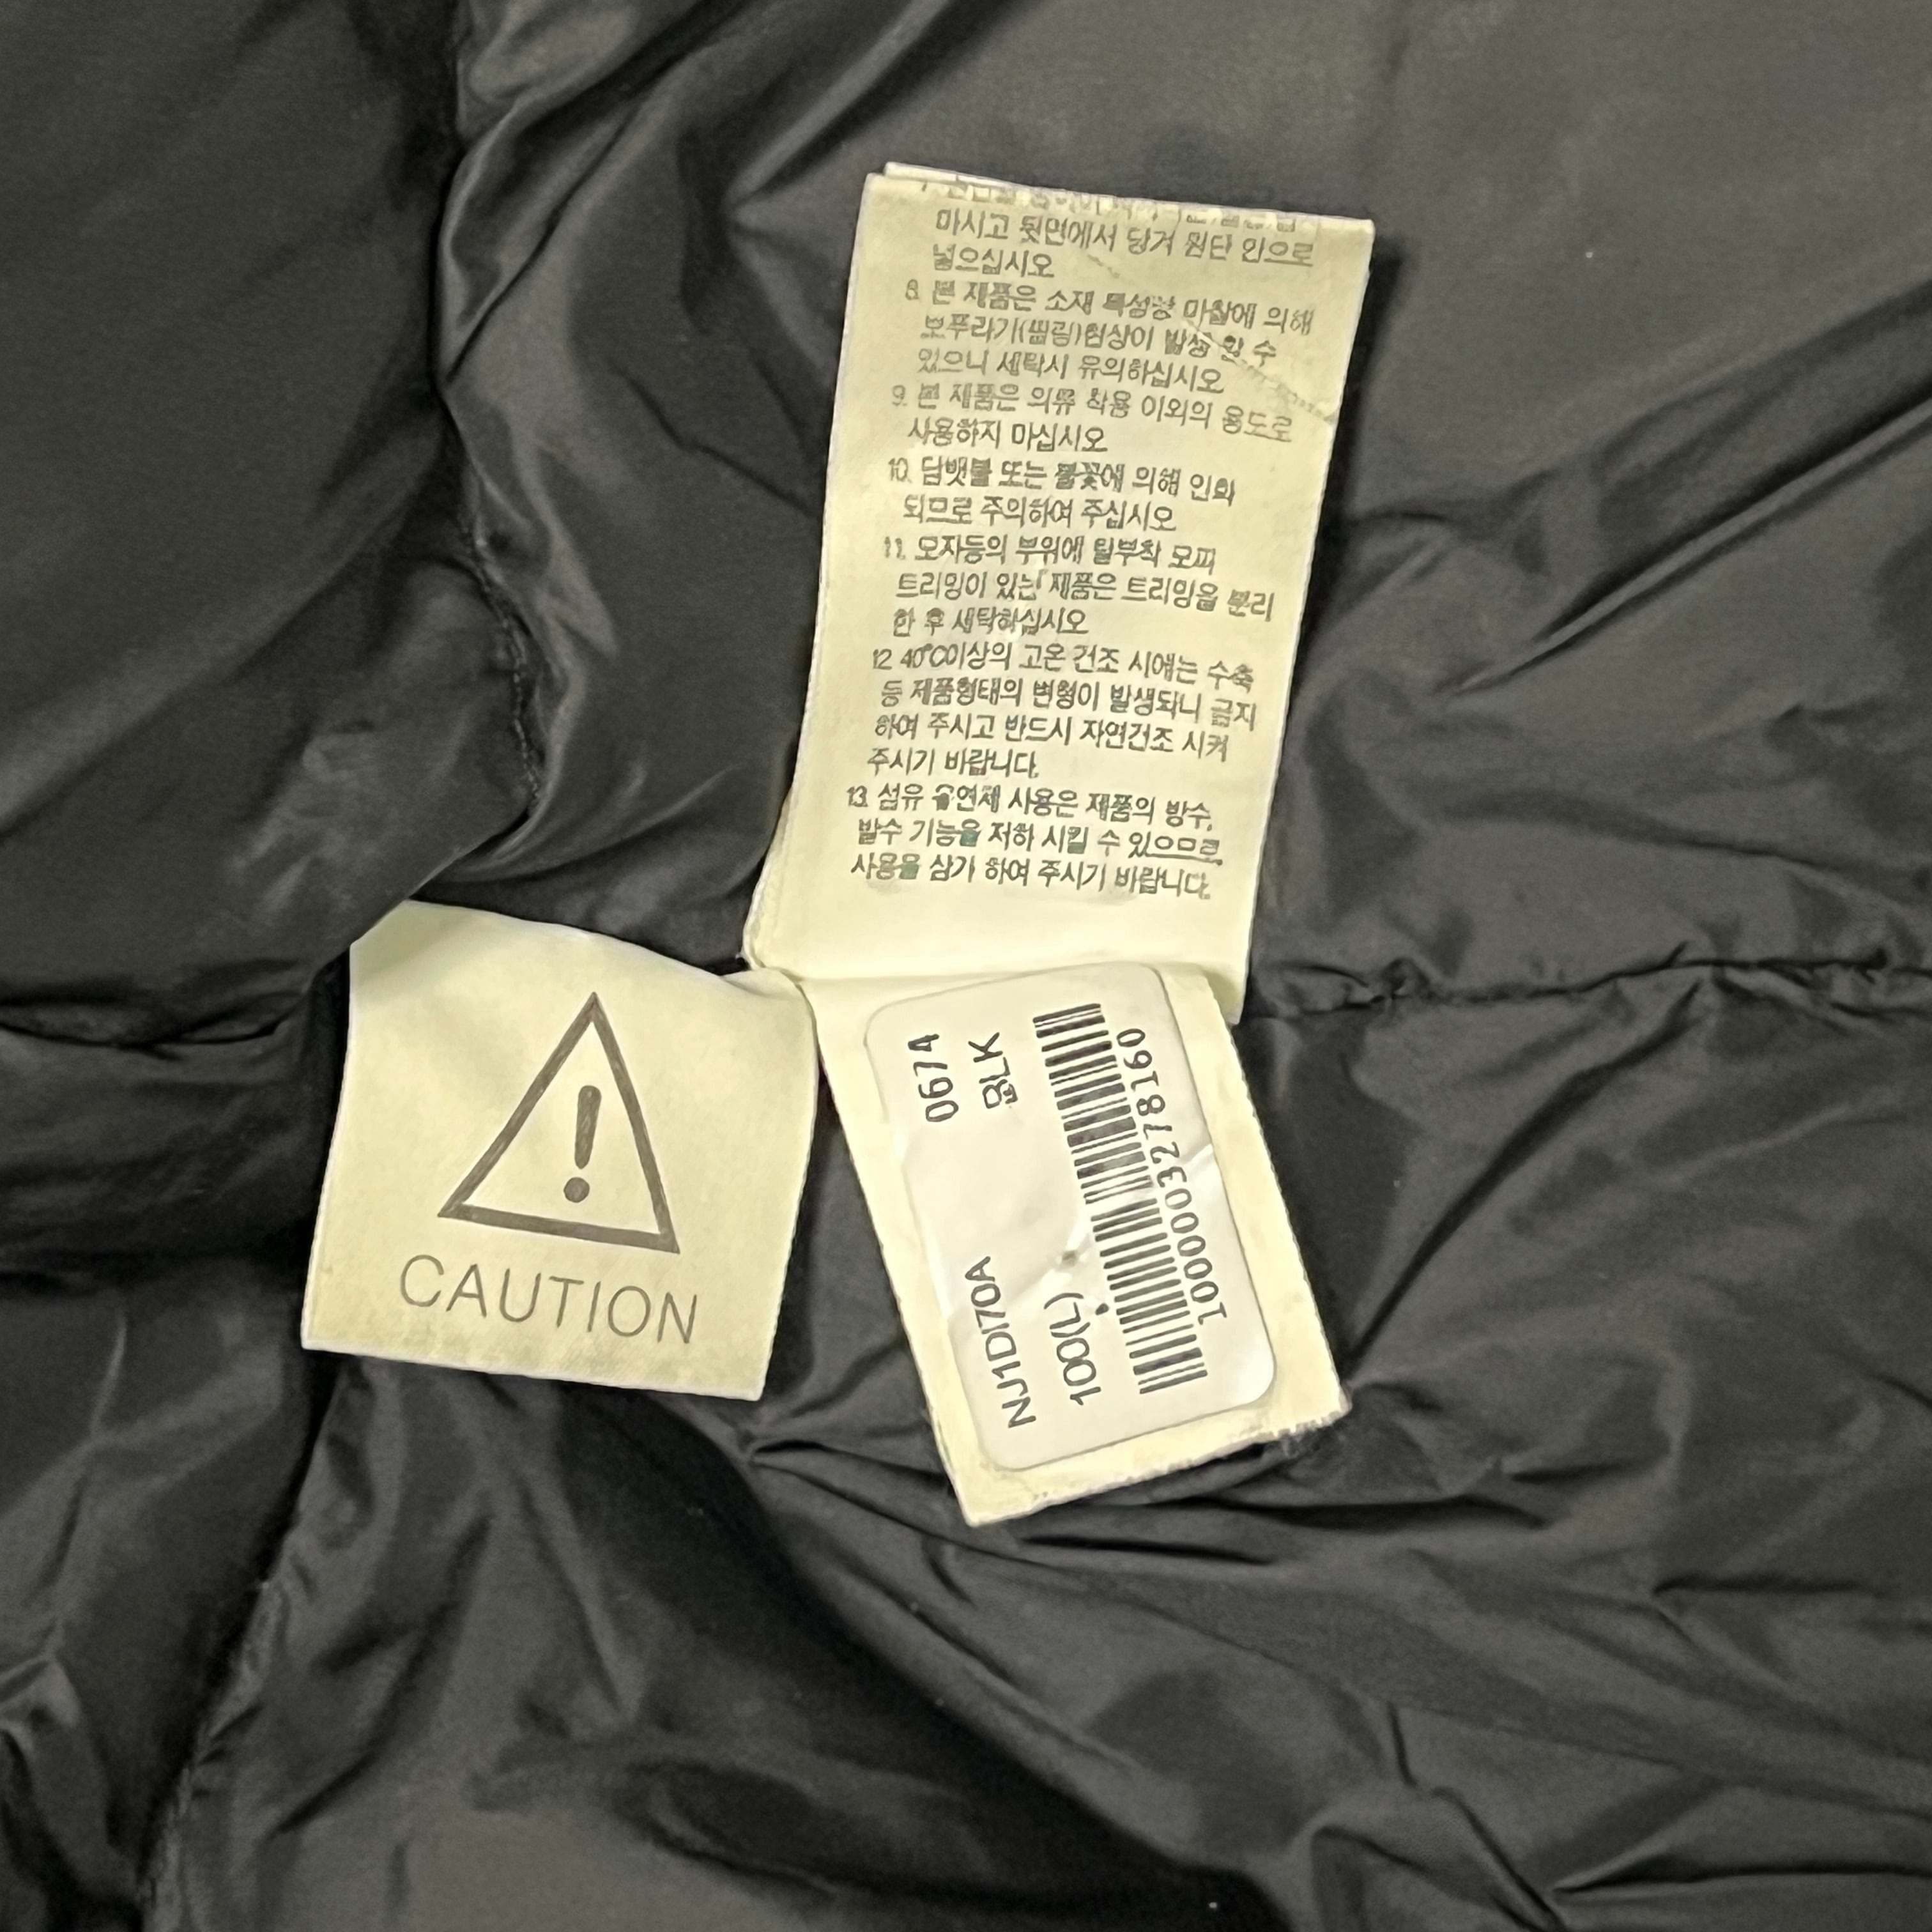 마시고 뒷면에서 당겨 원단 안으로
넣으십시오
8. 본 제품은 소재 특성상 마찰에 의해
보푸라기(필링)현상이 발생 할 수
있으니 세탁시 유의하십시오
9. 본 제품은 의류 착용 이외의 용도로
사용하지 마십시오
10. 담뱃불 또는 불꽃에 의해 인화
되므로 주의하여 주십시오
11. 모자등의 부위에 탈부착 모피
트리밍이 있는 제품은 트리밍을 분리
한 후 세탁하십시오
12. 40℃이상의 고온 건조 시에는 수축
등 제품형태의 변형이 발생되니 금지
하여 주시고 반드시 자연건조 시켜
주시기 바랍니다.
13. 섬유 유연제 사용은 제품의 방수,
발수 기능을 저하 시킬 수 있으므로,
사용을 삼가 하여 주시기 바랍니다.
CAUTION
NJ1DI70A 0674
100(L) BLK
1000003278160